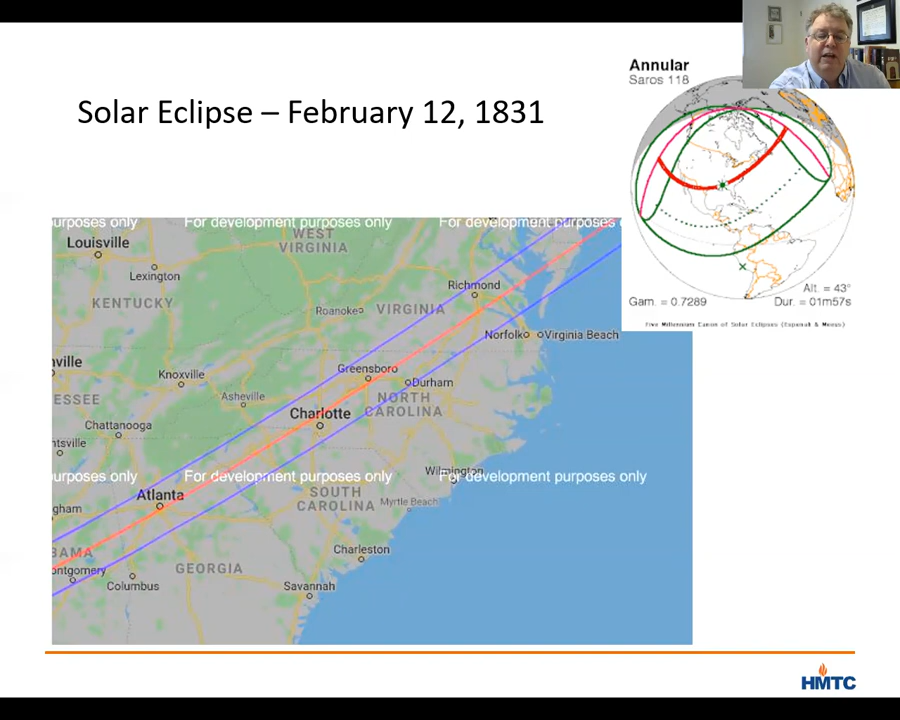 Annular
Saros 118
Solar Eclipse – February 12, 1831
urposes only For development purposes only For development purposes
WEST
VIRGINIA
Louisville
Lexington
KENTUCKY
Richmond
Roanoke
VIRGINIA
Norfolk
Virginia Beach
ville
Knoxville
Greensboro
Durham
ESSEE
Asheville
NORTH
CAROLINA
Charlotte
Chattanooga
ntsville
urposes only For development purposes only For development purposes only
Wilmington
Atlanta
SOUTH
CAROLINA
Myrtle Beach
gham
BAMA
ontgomery
Columbus
GEORGIA
Charleston
Savannah
Alt. = 43°
Gam. = 0.7289
Dur. = 01m57s
Five Millennium Canon of Solar Eclipses (Espenak & Meeus)
HMTC